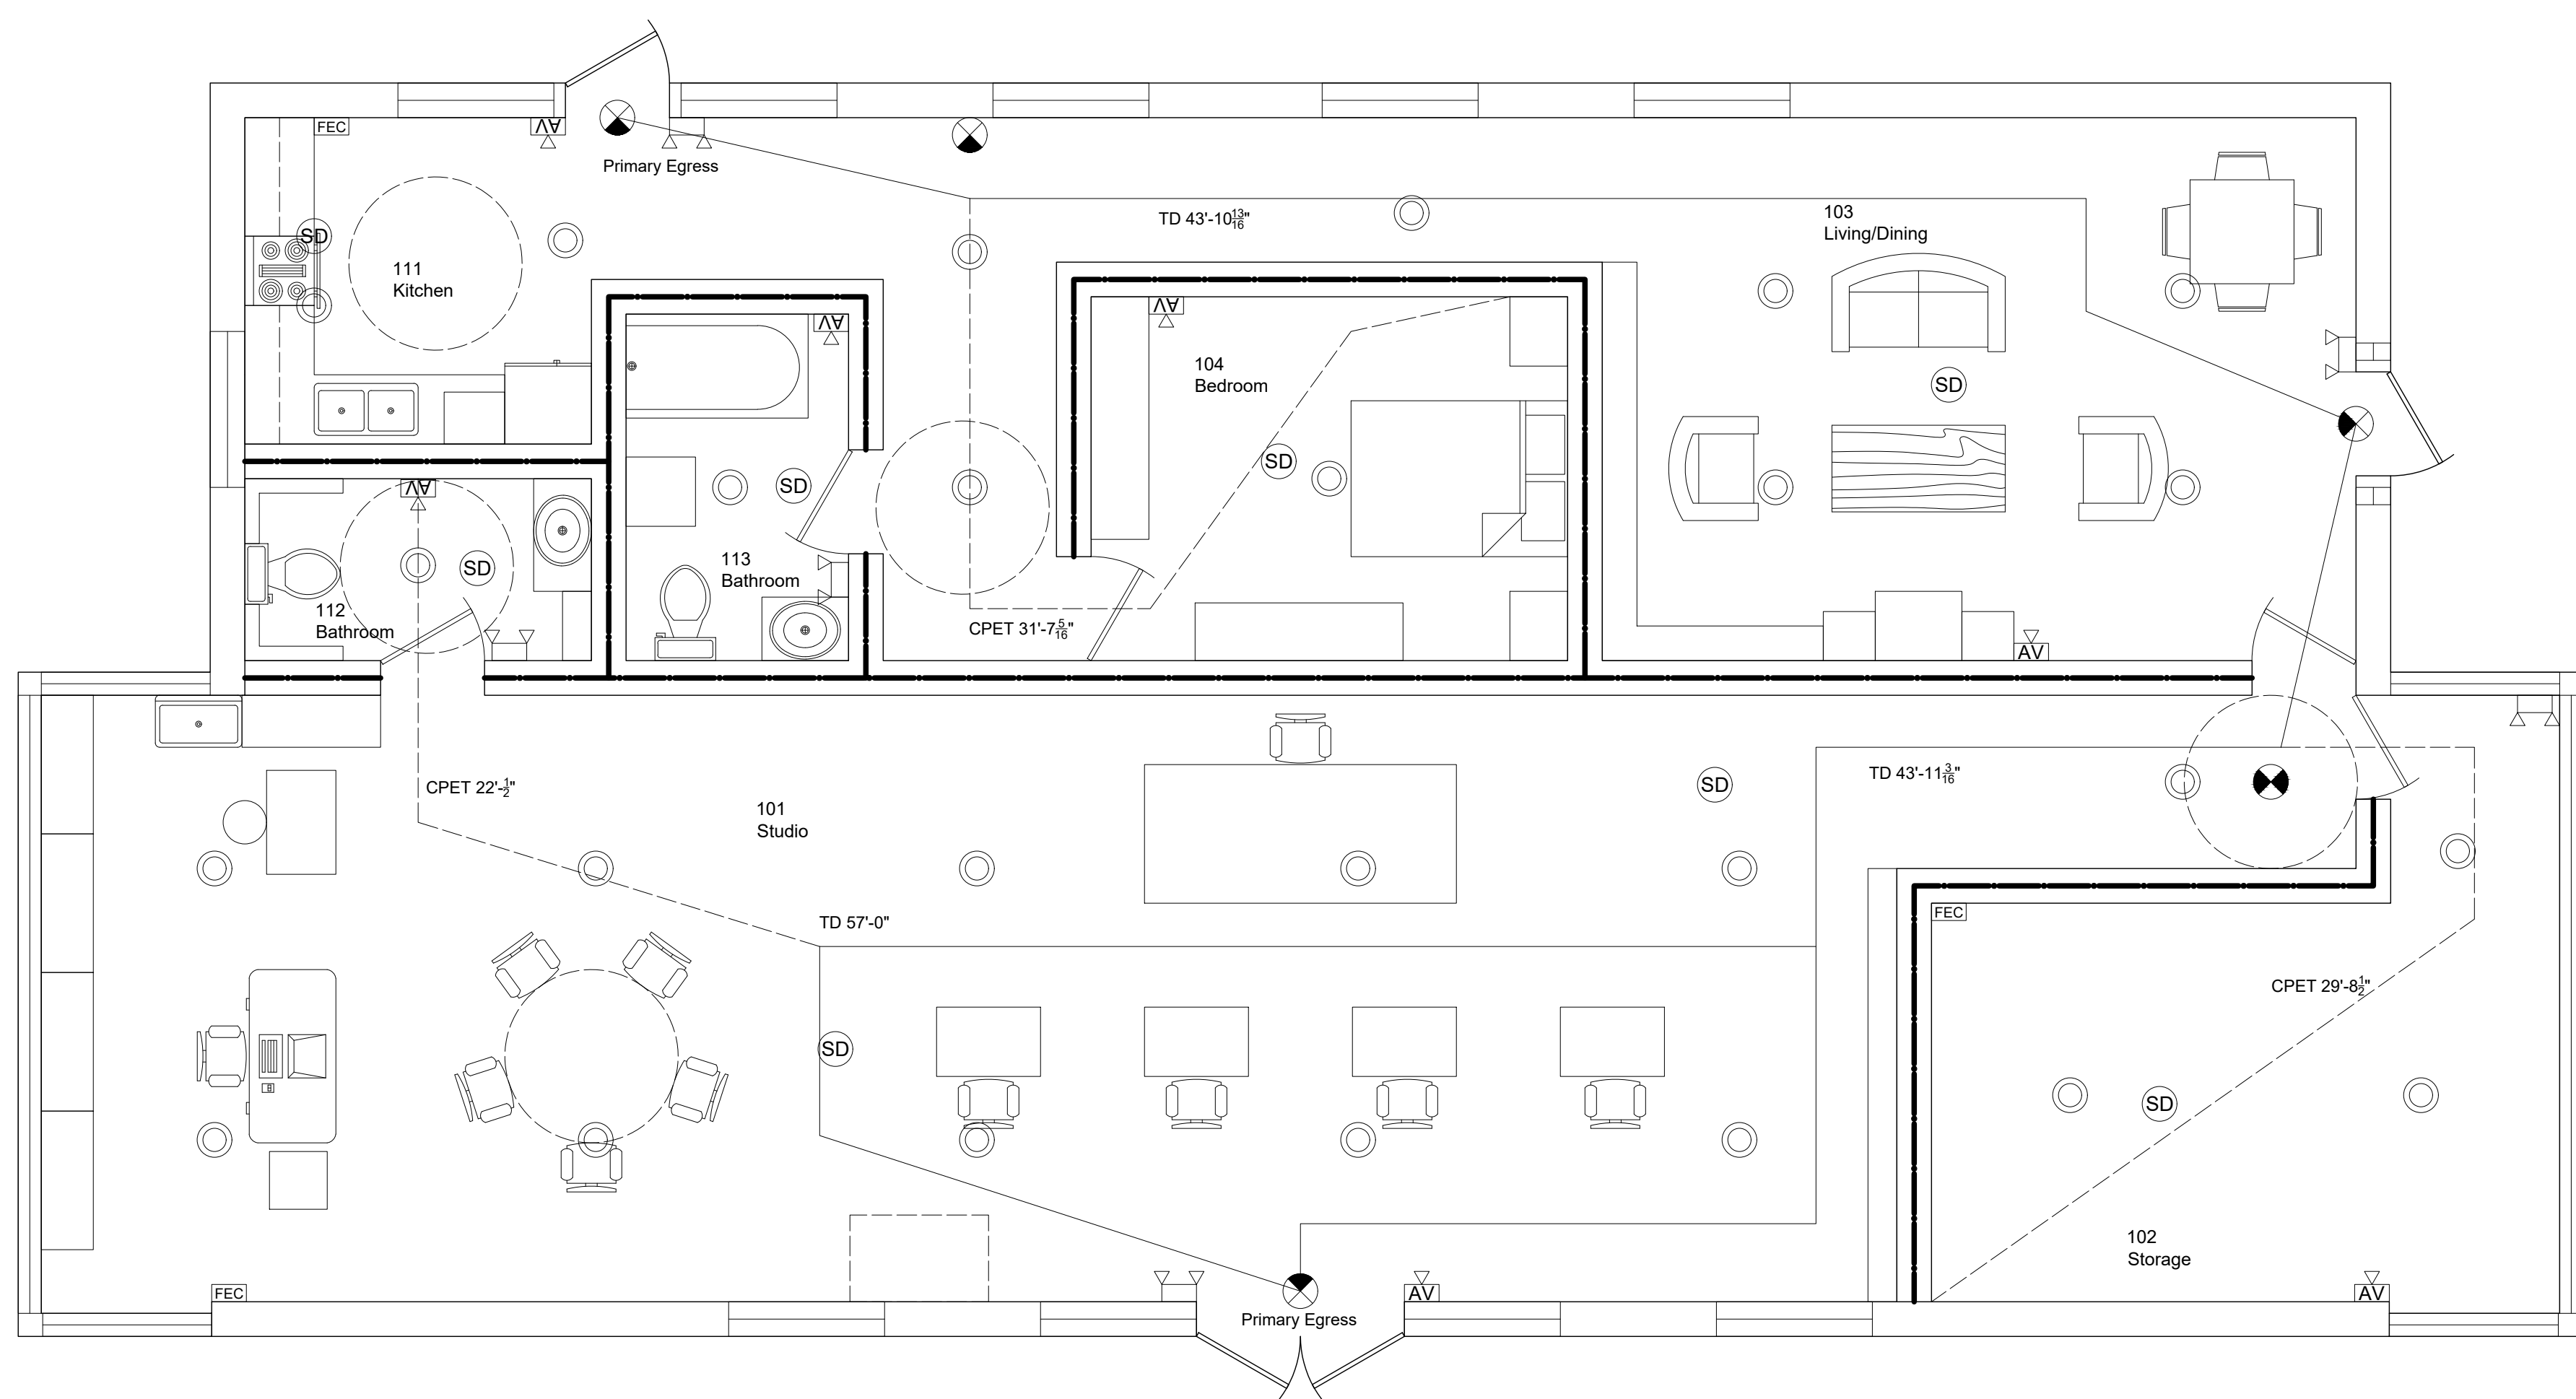 FEC
AV
Primary Egress
TD 43'-10 13/16"
103
Living/Dining
SD
111
Kitchen
AV
AV
104
Bedroom
SD
SD
SD
AV
SD
113
Bathroom
112
Bathroom
CPET 31'-7 5/16"
AV
CPET 22'-1/2"
101
Studio
SD
TD 43'-11 3/16"
TD 57'-0"
FEC
CPET 29'-8 1/2"
SD
SD
102
Storage
FEC
AV
AV
Primary Egress